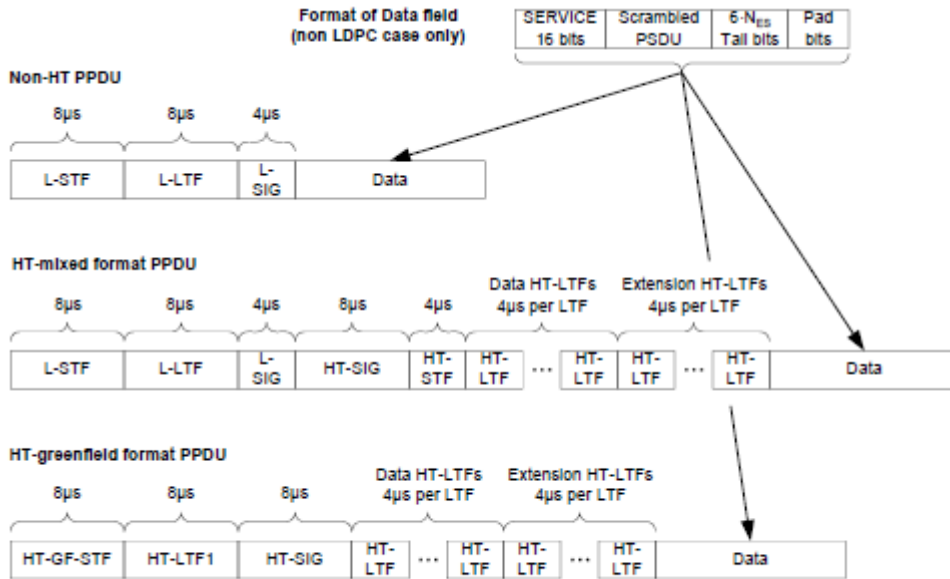 Format of Data field
(non LDPC case only)
SERVICE
16 bits
Scrambled
PSDU
6·NES
Tail bits
Pad
bits
Non-HT PPDU
8µs
8µs
4µs
L-STF
L-LTF
L-
SIG
Data
HT-mixed format PPDU
Data HT-LTFs
4µs per LTF
Extension HT-LTFs
4µs per LTF
8µs
8µs
4µs
8µs
4µs
L-STF
L-LTF
L-
SIG
HT-SIG
HT-
STF
HT-
LTF
...
HT-
LTF
HT-
LTF
...
HT-
LTF
Data
HT-greenfield format PPDU
Data HT-LTFs
4µs per LTF
Extension HT-LTFs
4µs per LTF
8µs
8µs
8µs
HT-GF-STF
HT-LTF1
HT-SIG
HT-
LTF
...
HT-
LTF
HT-
LTF
...
HT-
LTF
Data